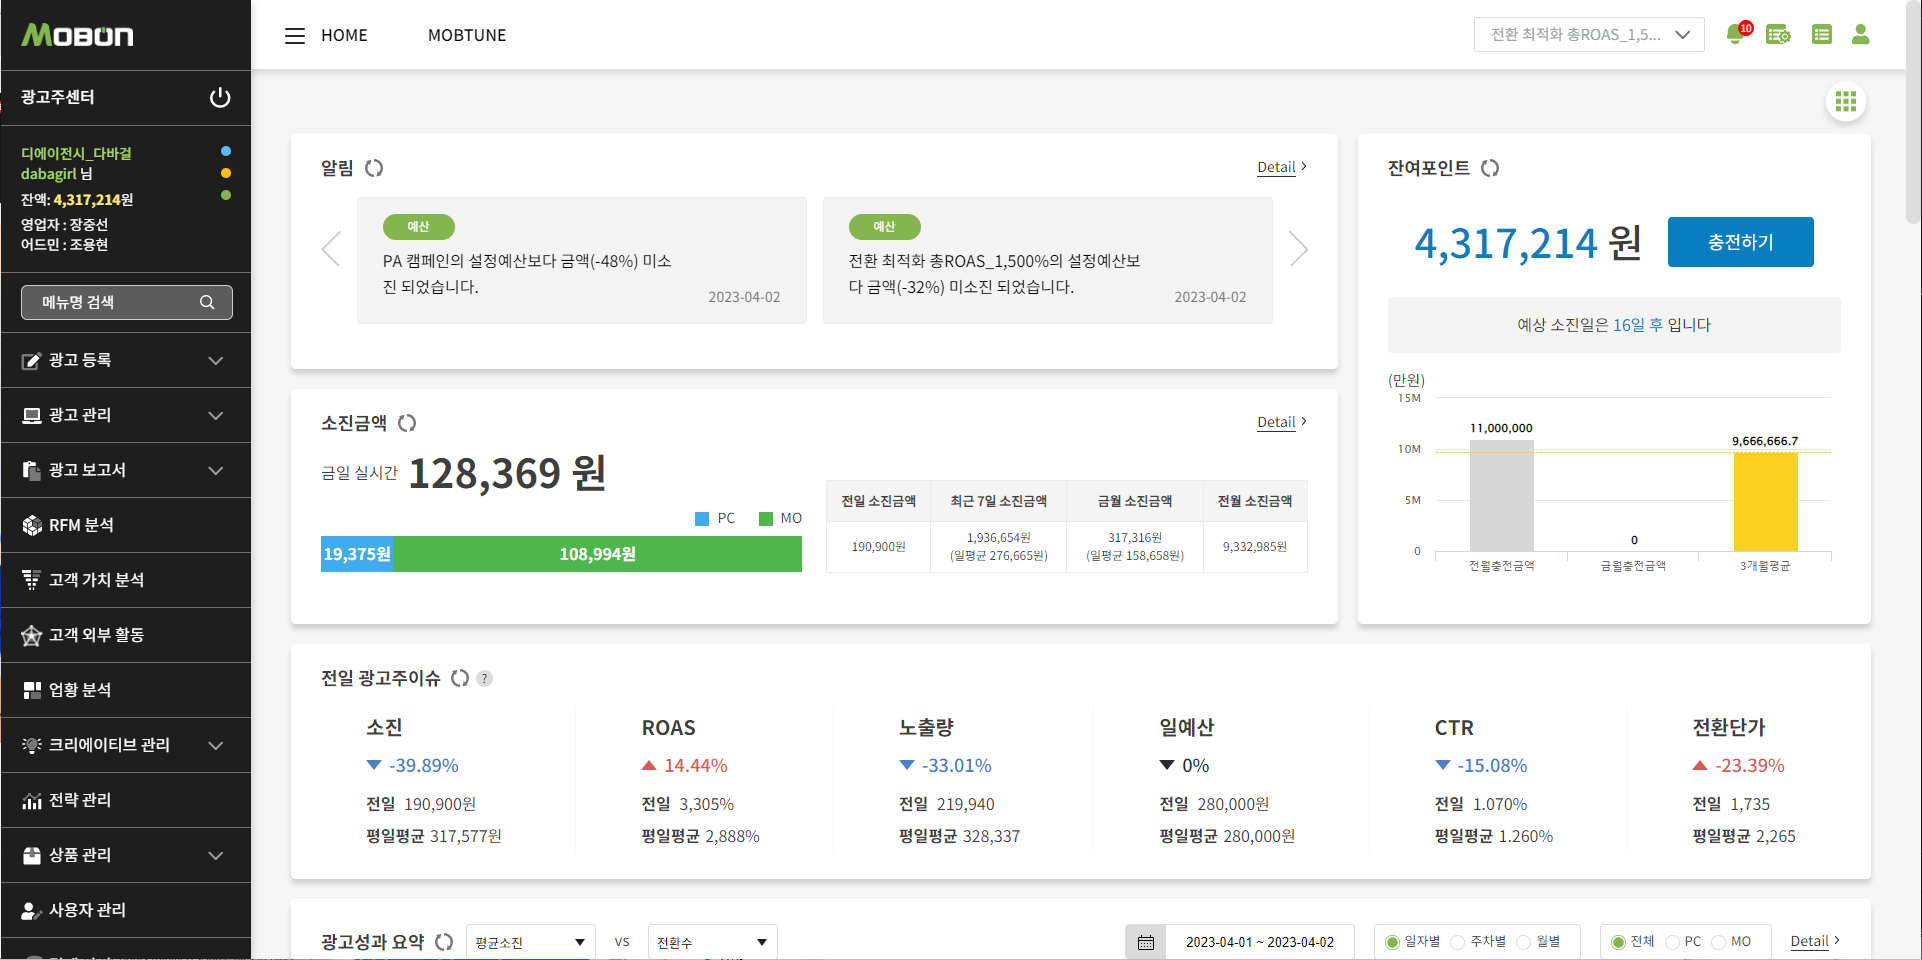 MOBON
HOME
MOBTUNE
전환 최적화 총ROAS_1,5...
10
광고주센터
디에이전시_다바걸
dabagirl 님
잔액: 4,317,214원
영업자 : 장중선
어드민 : 조용현
메뉴명 검색
광고 등록
광고 관리
광고 보고서
RFM 분석
고객 가치 분석
고객 외부 활동
업황 분석
크리에이티브 관리
전략 관리
상품 관리
사용자 관리
알림
Detail
예산
PA 캠페인의 설정예산보다 금액(-48%) 미소
진 되었습니다.
2023-04-02
예산
전환 최적화 총ROAS_1,500%의 설정예산보
다 금액(-32%) 미소진 되었습니다.
2023-04-02
잔여포인트
4,317,214 원
충전하기
예상 소진일은 16일 후 입니다
(만원)
15M
10M
5M
0
11,000,000
0
9,666,666.7
전월충전금액
금월충전금액
3개월평균
소진금액
Detail
금일 실시간 128,369 원
PC
MO
19,375원
108,994원
전일 소진금액 최근 7일 소진금액 금월 소진금액 전월 소진금액
190,900원 1,936,654원 317,316원 9,332,985원
(일평균 276,665원) (일평균 158,658원)
전일 광고주이슈 ?
소진
-39.89%
전일 190,900원
평일평균 317,577원
ROAS
14.44%
전일 3,305%
평일평균 2,888%
노출량
-33.01%
전일 219,940
평일평균 328,337
일예산
0%
전일 280,000원
평일평균 280,000원
CTR
-15.08%
전일 1.070%
평일평균 1.260%
전환단가
-23.39%
전일 1,735
평일평균 2,265
광고성과 요약
평균소진
VS
전환수
2023-04-01 ~ 2023-04-02
일자별 주차별 월별
전체 PC MO
Detail